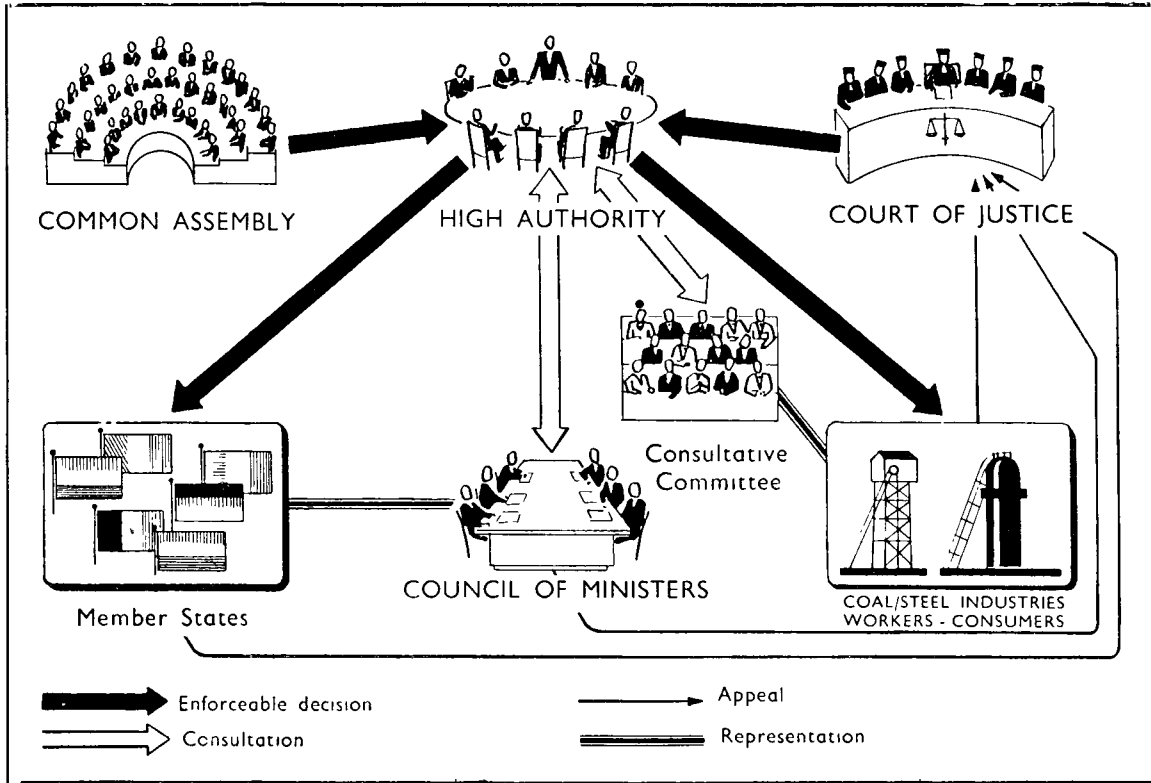 COMMON ASSEMBLY
HIGH AUTHORITY
COURT OF JUSTICE
Consultative
Committee
Member States
COUNCIL OF MINISTERS
COAL/STEEL INDUSTRIES
WORKERS - CONSUMERS
Enforceable decision
Appeal
Consultation
Representation